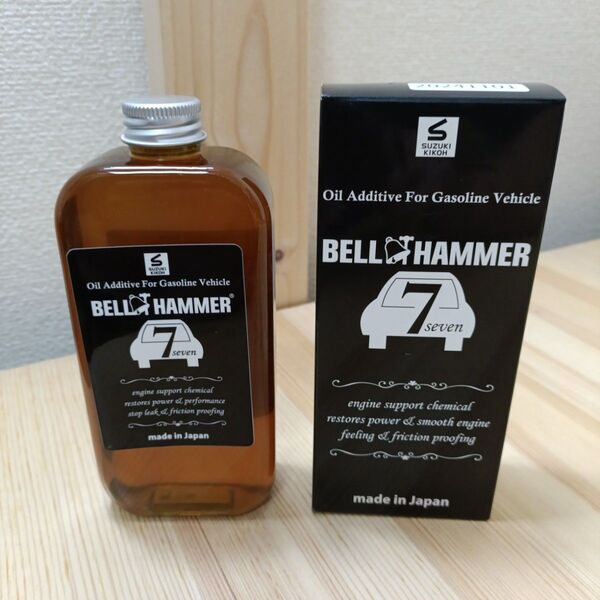 SUZUKI
KIKOH
Oil Additive For Gasoline Vehicle
BELL HAMMER®
7
seven
engine support chemical
restores power & performance
stop leak & friction proofing
made in Japan
20241101
SUZUKI
KIKOH
Oil Additive For Gasoline Vehicle
BELL HAMMER
7
seven
engine support chemical
restores power & smooth engine
feeling & friction proofing
made in Japan